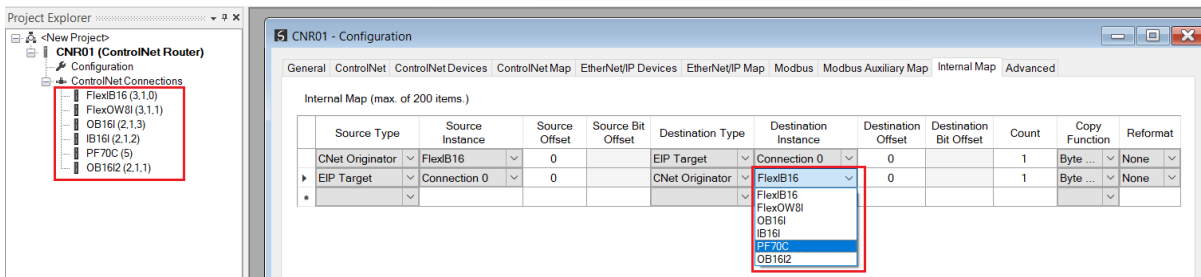 Project Explorer
<New Project>
CNR01 (ControlNet Router)
Configuration
ControlNet Connections
FlexIB16 (3,1,0)
FlexOW8I (3,1,1)
OB16I (2,1,3)
IB16I (2,1,2)
PF70C (5)
OB16I2 (2,1,1)
CNR01 - Configuration
General ControlNet ControlNet Devices ControlNet Map EtherNet/IP Devices EtherNet/IP Map Modbus Modbus Auxiliary Map Internal Map Advanced
Internal Map (max. of 200 items.)
Source Type Source Instance Source Offset Source Bit Offset Destination Type Destination Instance Destination Offset Destination Bit Offset Count Copy Function Reformat
CNet Originator FlexIB16 0 EIP Target Connection 0 0 1 Byte ... None
EIP Target Connection 0 0 CNet Originator FlexIB16 0 1 Byte ... None
FlexIB16
FlexOW8I
OB16I
IB16I
PF70C
OB16I2